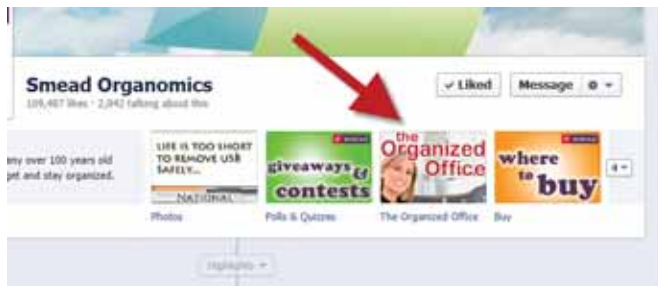 Smead Organomics
✓ Liked
Message
109,487 likes · 2,042 talking about this
any over 100 years old
get and stay organized.
LIFE IS TOO SHORT
TO REMOVE USB
SAFELY...
NATIONAL
giveaways &
contests
the
Organized
Office
where
to buy
4
Photos
Polls & Quizzes
The Organized Office
Buy
Highlights